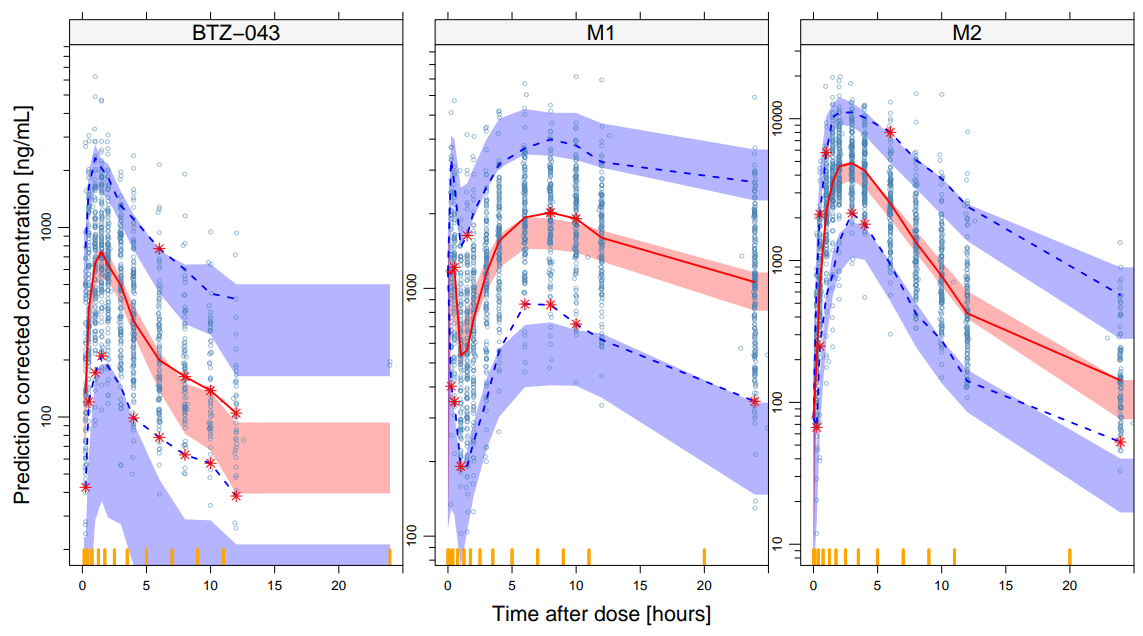 BTZ−043 M1 M2
Prediction corrected concentration [ng/mL]
1000 1000 10000
100 100 1000
100
10
0 5 10 15 20 0 5 10 15 20 0 5 10 15 20
Time after dose [hours]